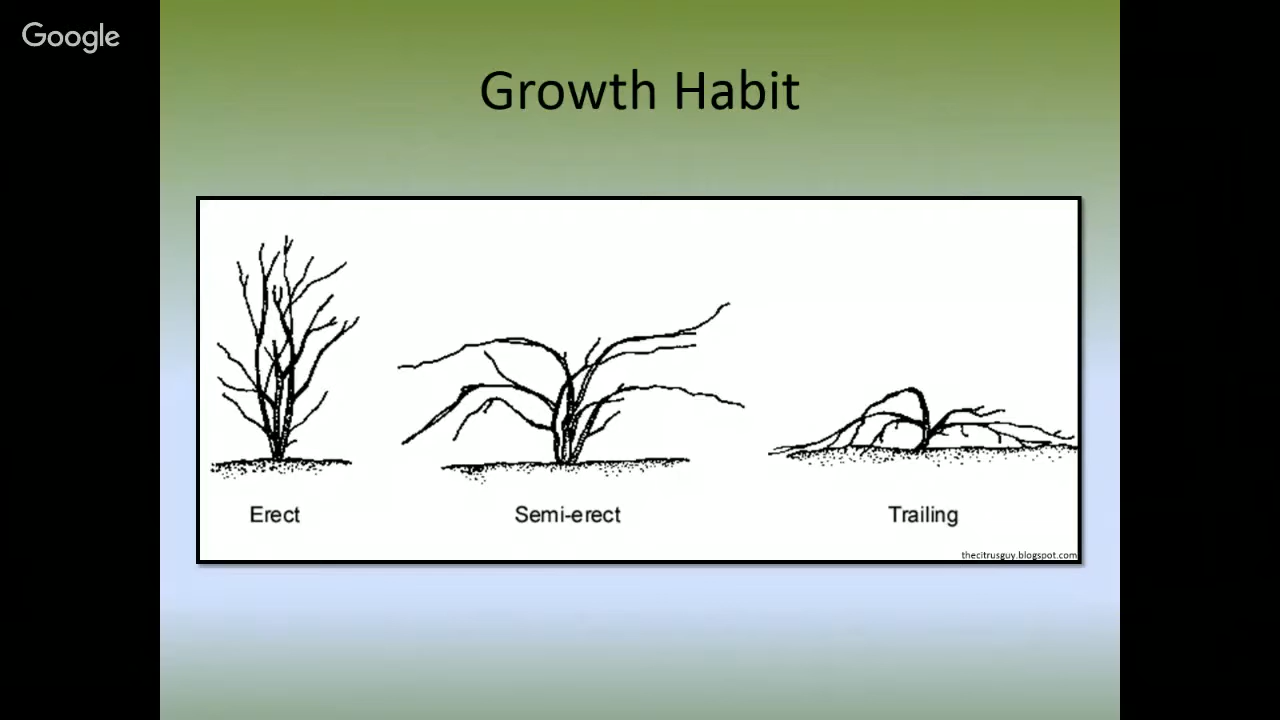 Google
Growth Habit
Erect
Semi-erect
Trailing
thecitrusguy.blogspot.com